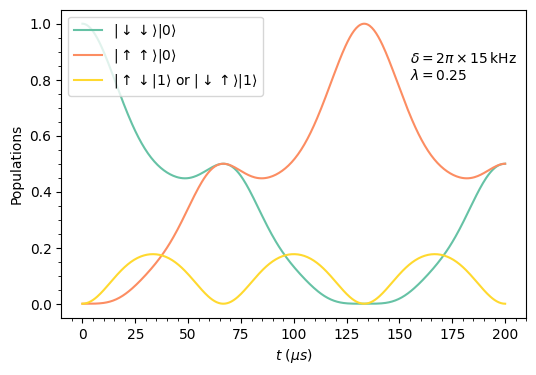 1.0
0.8
0.6
0.4
0.2
0.0
Populations
|↓↓⟩|0⟩
|↑↑⟩|0⟩
|↑↓|1⟩ or |↓↑⟩|1⟩
δ = 2π × 15 kHz
λ = 0.25
0 25 50 75 100 125 150 175 200
t (μs)